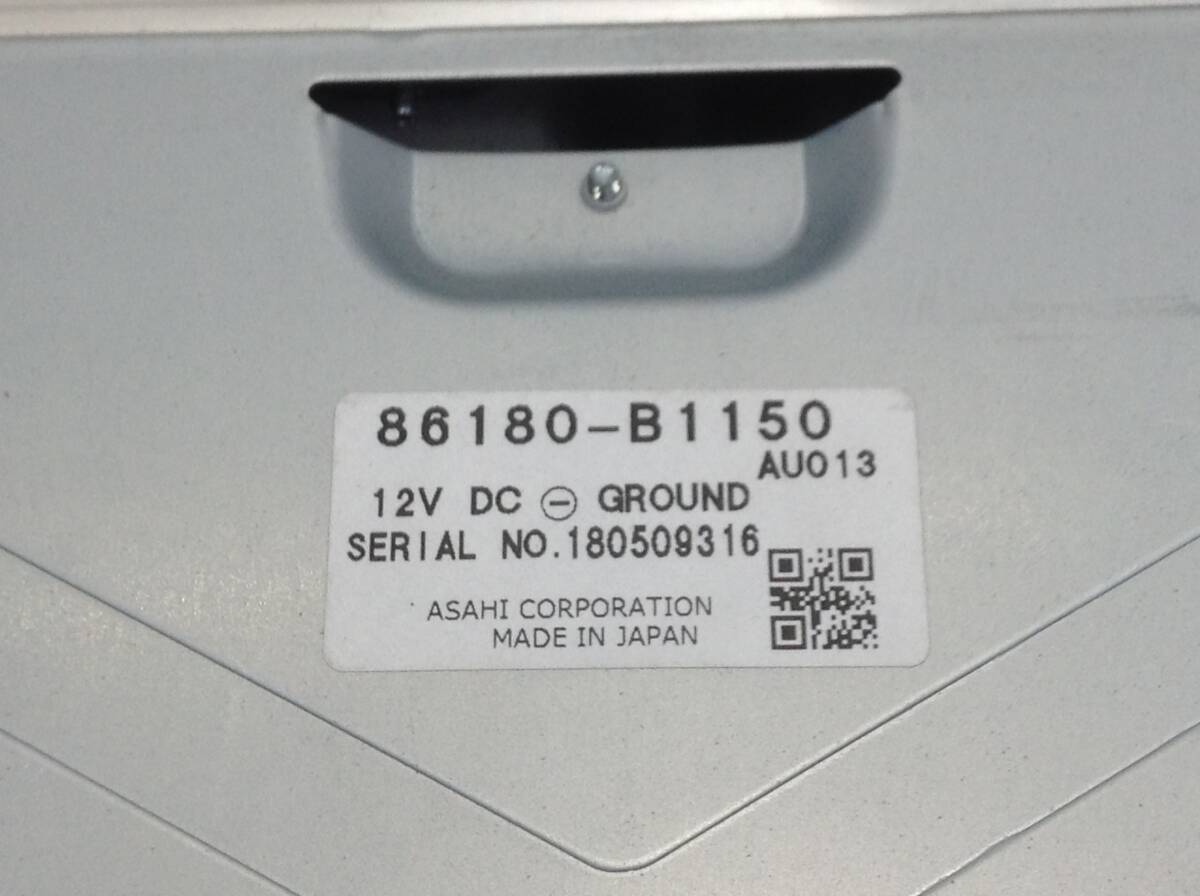 86180-B1150
AU013
12V DC ⊖ GROUND
SERIAL NO.180509316
ASAHI CORPORATION
MADE IN JAPAN